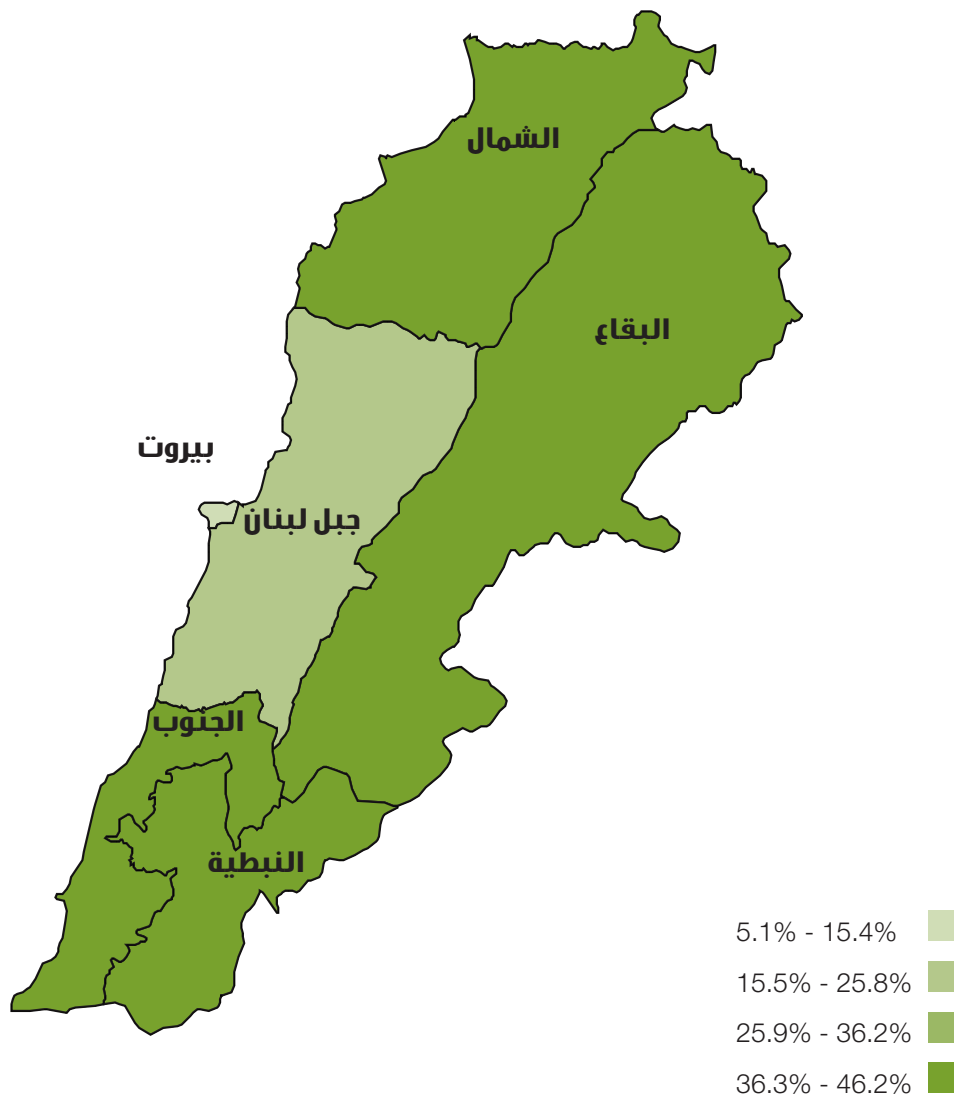 الشمال
البقاع
بيروت
جبل لبنان
الجنوب
النبطية
5.1% - 15.4%
15.5% - 25.8%
25.9% - 36.2%
36.3% - 46.2%